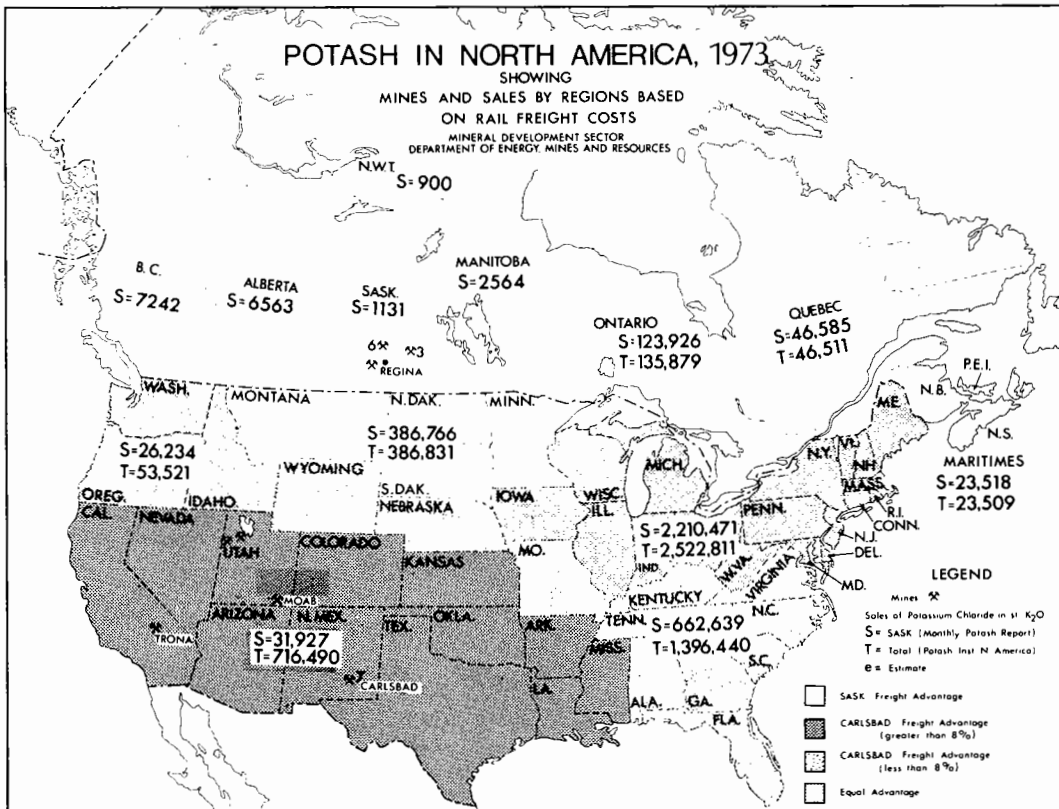 POTASH IN NORTH AMERICA, 1973
SHOWING
MINES AND SALES BY REGIONS BASED
ON RAIL FREIGHT COSTS
MINERAL DEVELOPMENT SECTOR
DEPARTMENT OF ENERGY, MINES AND RESOURCES
N.W.T.
S=900
B.C.
S=7242
ALBERTA
S=6563
SASK.
S=1131
MANITOBA
S=2564
ONTARIO
S=123,926
T=135,879
QUEBEC
S=46,585
T=46,511
6
3
REGINA
P.E.I.
N.B.
N.S.
MARITIMES
S=23,518
T=23,509
WASH.
MONTANA
N.DAK.
MINN.
S=26,234
T=53,521
S=386,766
T=386,831
OREG.
IDAHO
WYOMING
S.DAK.
NEBRASKA
IOWA
WISC.
ILL.
MICH.
ME.
N.Y.
VT.
NH
MASS.
R.I.
CONN.
PENN.
N.J.
DEL.
MD.
S=2,210,471
T=2,522,811
IND.
MO.
W.VA.
VIRGINIA
KENTUCKY
CAL.
NEVADA
UTAH
COLORADO
KANSAS
MOAB
TRONA
ARIZONA
N.MEX.
TEX.
OKLA.
ARK.
TENN.
N.C.
S=31,927
T=716,490
S=662,639
T=1,396,440
7
CARLSBAD
LA.
MISS.
ALA.
GA.
S.C.
FLA.
LEGEND
Mines
Sales of Potassium Chloride in st K₂O
S= SASK (Monthly Potash Report)
T= Total (Potash Inst N America)
e= Estimate
SASK Freight Advantage
CARLSBAD Freight Advantage
(greater than 8%)
CARLSBAD Freight Advantage
(less than 8%)
Equal Advantage